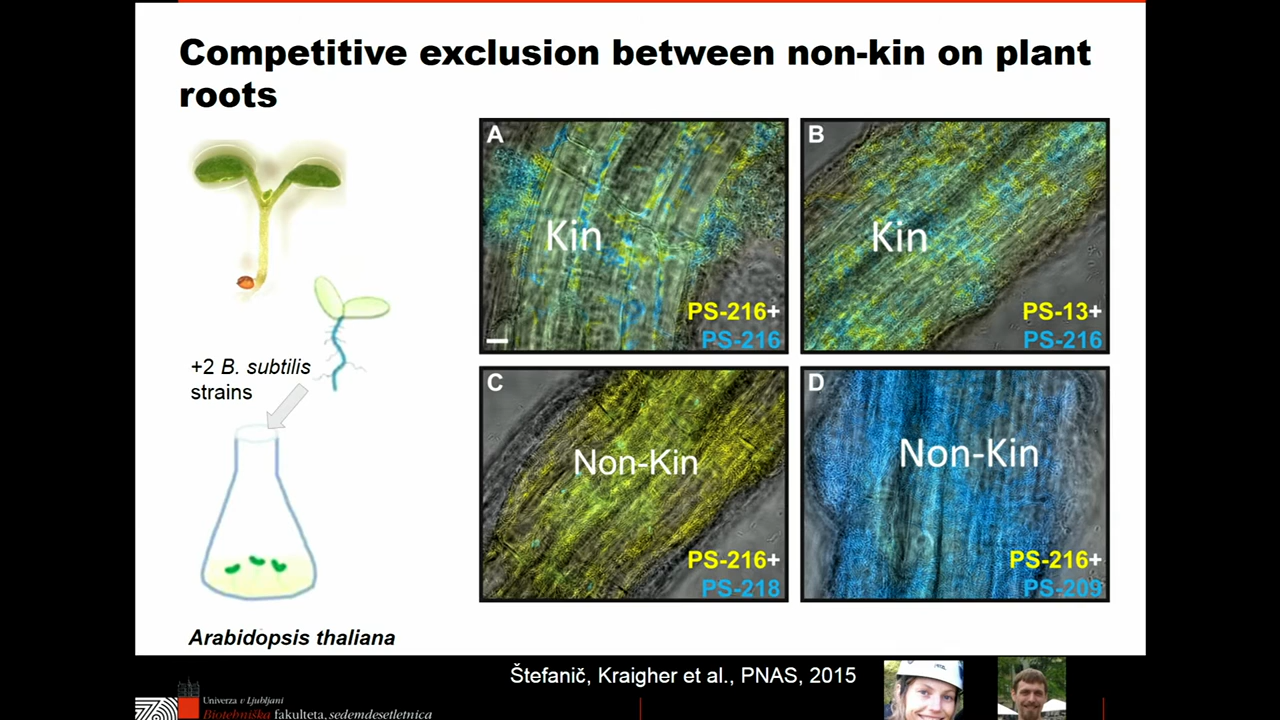 Competitive exclusion between non-kin on plant
roots
A
Kin
PS-216+
PS-216
B
Kin
PS-13+
PS-216
+2 B. subtilis
strains
C
Non-Kin
PS-216+
PS-218
D
Non-Kin
PS-216+
PS-209
Arabidopsis thaliana
Štefanič, Kraigher et al., PNAS, 2015
Univerza v Ljubljani
Biotehniška fakulteta, sedemdesetletnica